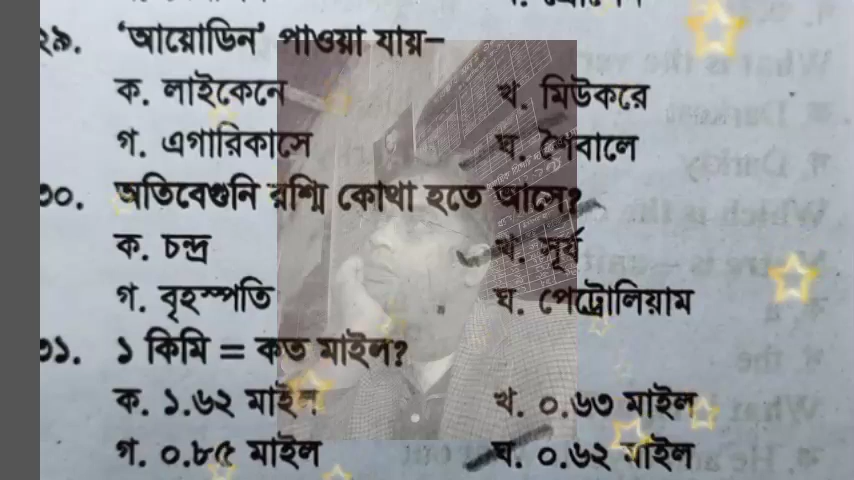 ২৯. ‘আয়োডিন’ পাওয়া যায়–
ক. লাইকেনে খ. মিউকরে
গ. এগারিকাসে ঘ. শৈবালে
৩০. অতিবেগুনি রশ্মি কোথা হতে আসে?
ক. চন্দ্র খ. সূর্য
গ. বৃহস্পতি ঘ. পেট্রোলিয়াম
৩১. ১ কিমি = কত মাইল?
ক. ১.৬২ মাইল খ. ০.৬৩ মাইল
গ. ০.৮৫ মাইল ঘ. ০.৬২ মাইল